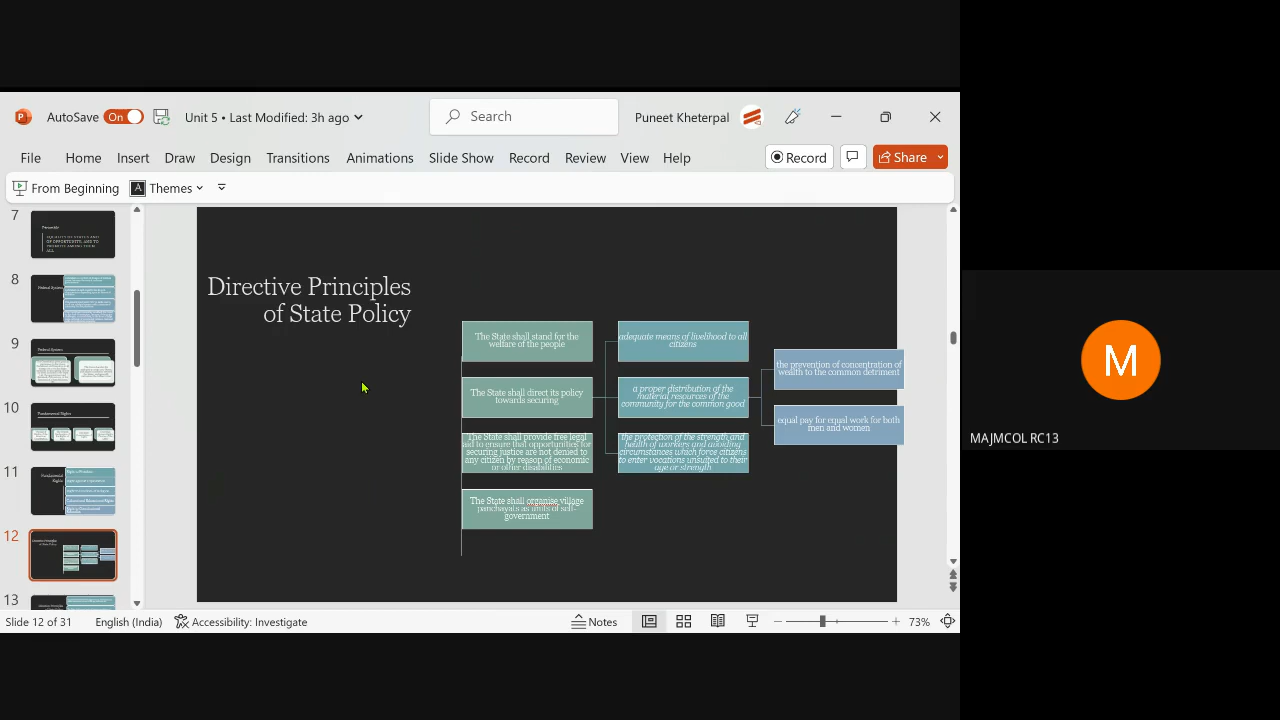 AutoSave On Unit 5 • Last Modified: 3h ago Search Puneet Kheterpal
File Home Insert Draw Design Transitions Animations Slide Show Record Review View Help Record Share
From Beginning A Themes
7
8
9
10
11
12
13
Preamble
Federal System
Federal System
Fundamental Rights
Fundamental
Rights
Directive Principles
of State Policy
The State shall stand for the
welfare of the people
The State shall direct its policy
towards securing
The State shall provide free legal
aid to ensure that opportunities for
securing justice are not denied to
any citizen by reason of economic
or other disabilities
The State shall organise village
panchayats as units of self-
government
adequate means of livelihood to all
citizens
a proper distribution of the
material resources of the
community for the common good
the protection of the strength and
health of workers and avoiding
circumstances which force citizens
to enter vocations unsuited to their
age or strength
the prevention of concentration of
wealth to the common detriment
equal pay for equal work for both
men and women
M
MAJMCOL RC13
Slide 12 of 31 English (India) Accessibility: Investigate Notes 73%